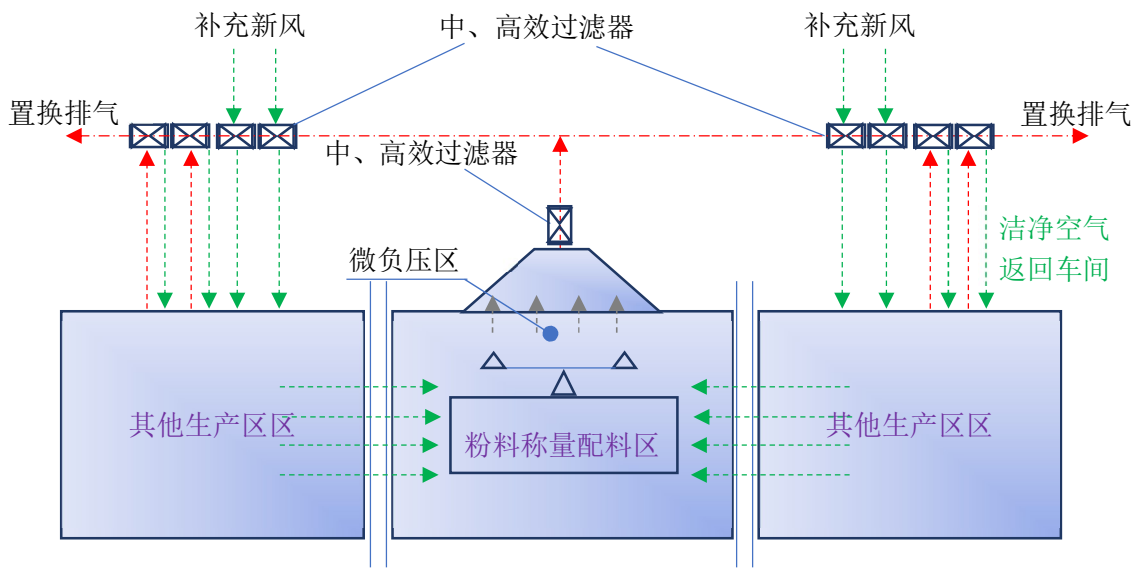 补充新风
中、高效过滤器
补充新风
置换排气
置换排气
中、高效过滤器
洁净空气
返回车间
微负压区
其他生产区区
粉料称量配料区
其他生产区区